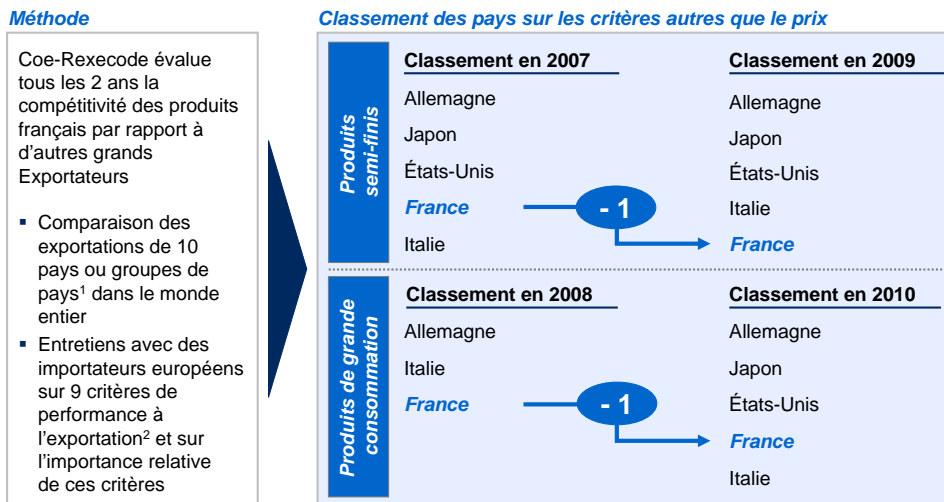 Méthode
Coe-Rexecode évalue
tous les 2 ans la
compétitivité des produits
français par rapport à
d'autres grands
Exportateurs
▪ Comparaison des
exportations de 10
pays ou groupes de
pays¹ dans le monde
entier
▪ Entretiens avec des
importateurs européens
sur 9 critères de
performance à
l'exportation² et sur
l'importance relative
de ces critères
Classement des pays sur les critères autres que le prix
Produits
semi-finis
Classement en 2007
Allemagne
Japon
États-Unis
France
Italie
- 1
Classement en 2009
Allemagne
Japon
États-Unis
Italie
France
Produits de grande
consommation
Classement en 2008
Allemagne
Italie
France
- 1
Classement en 2010
Allemagne
Japon
États-Unis
France
Italie